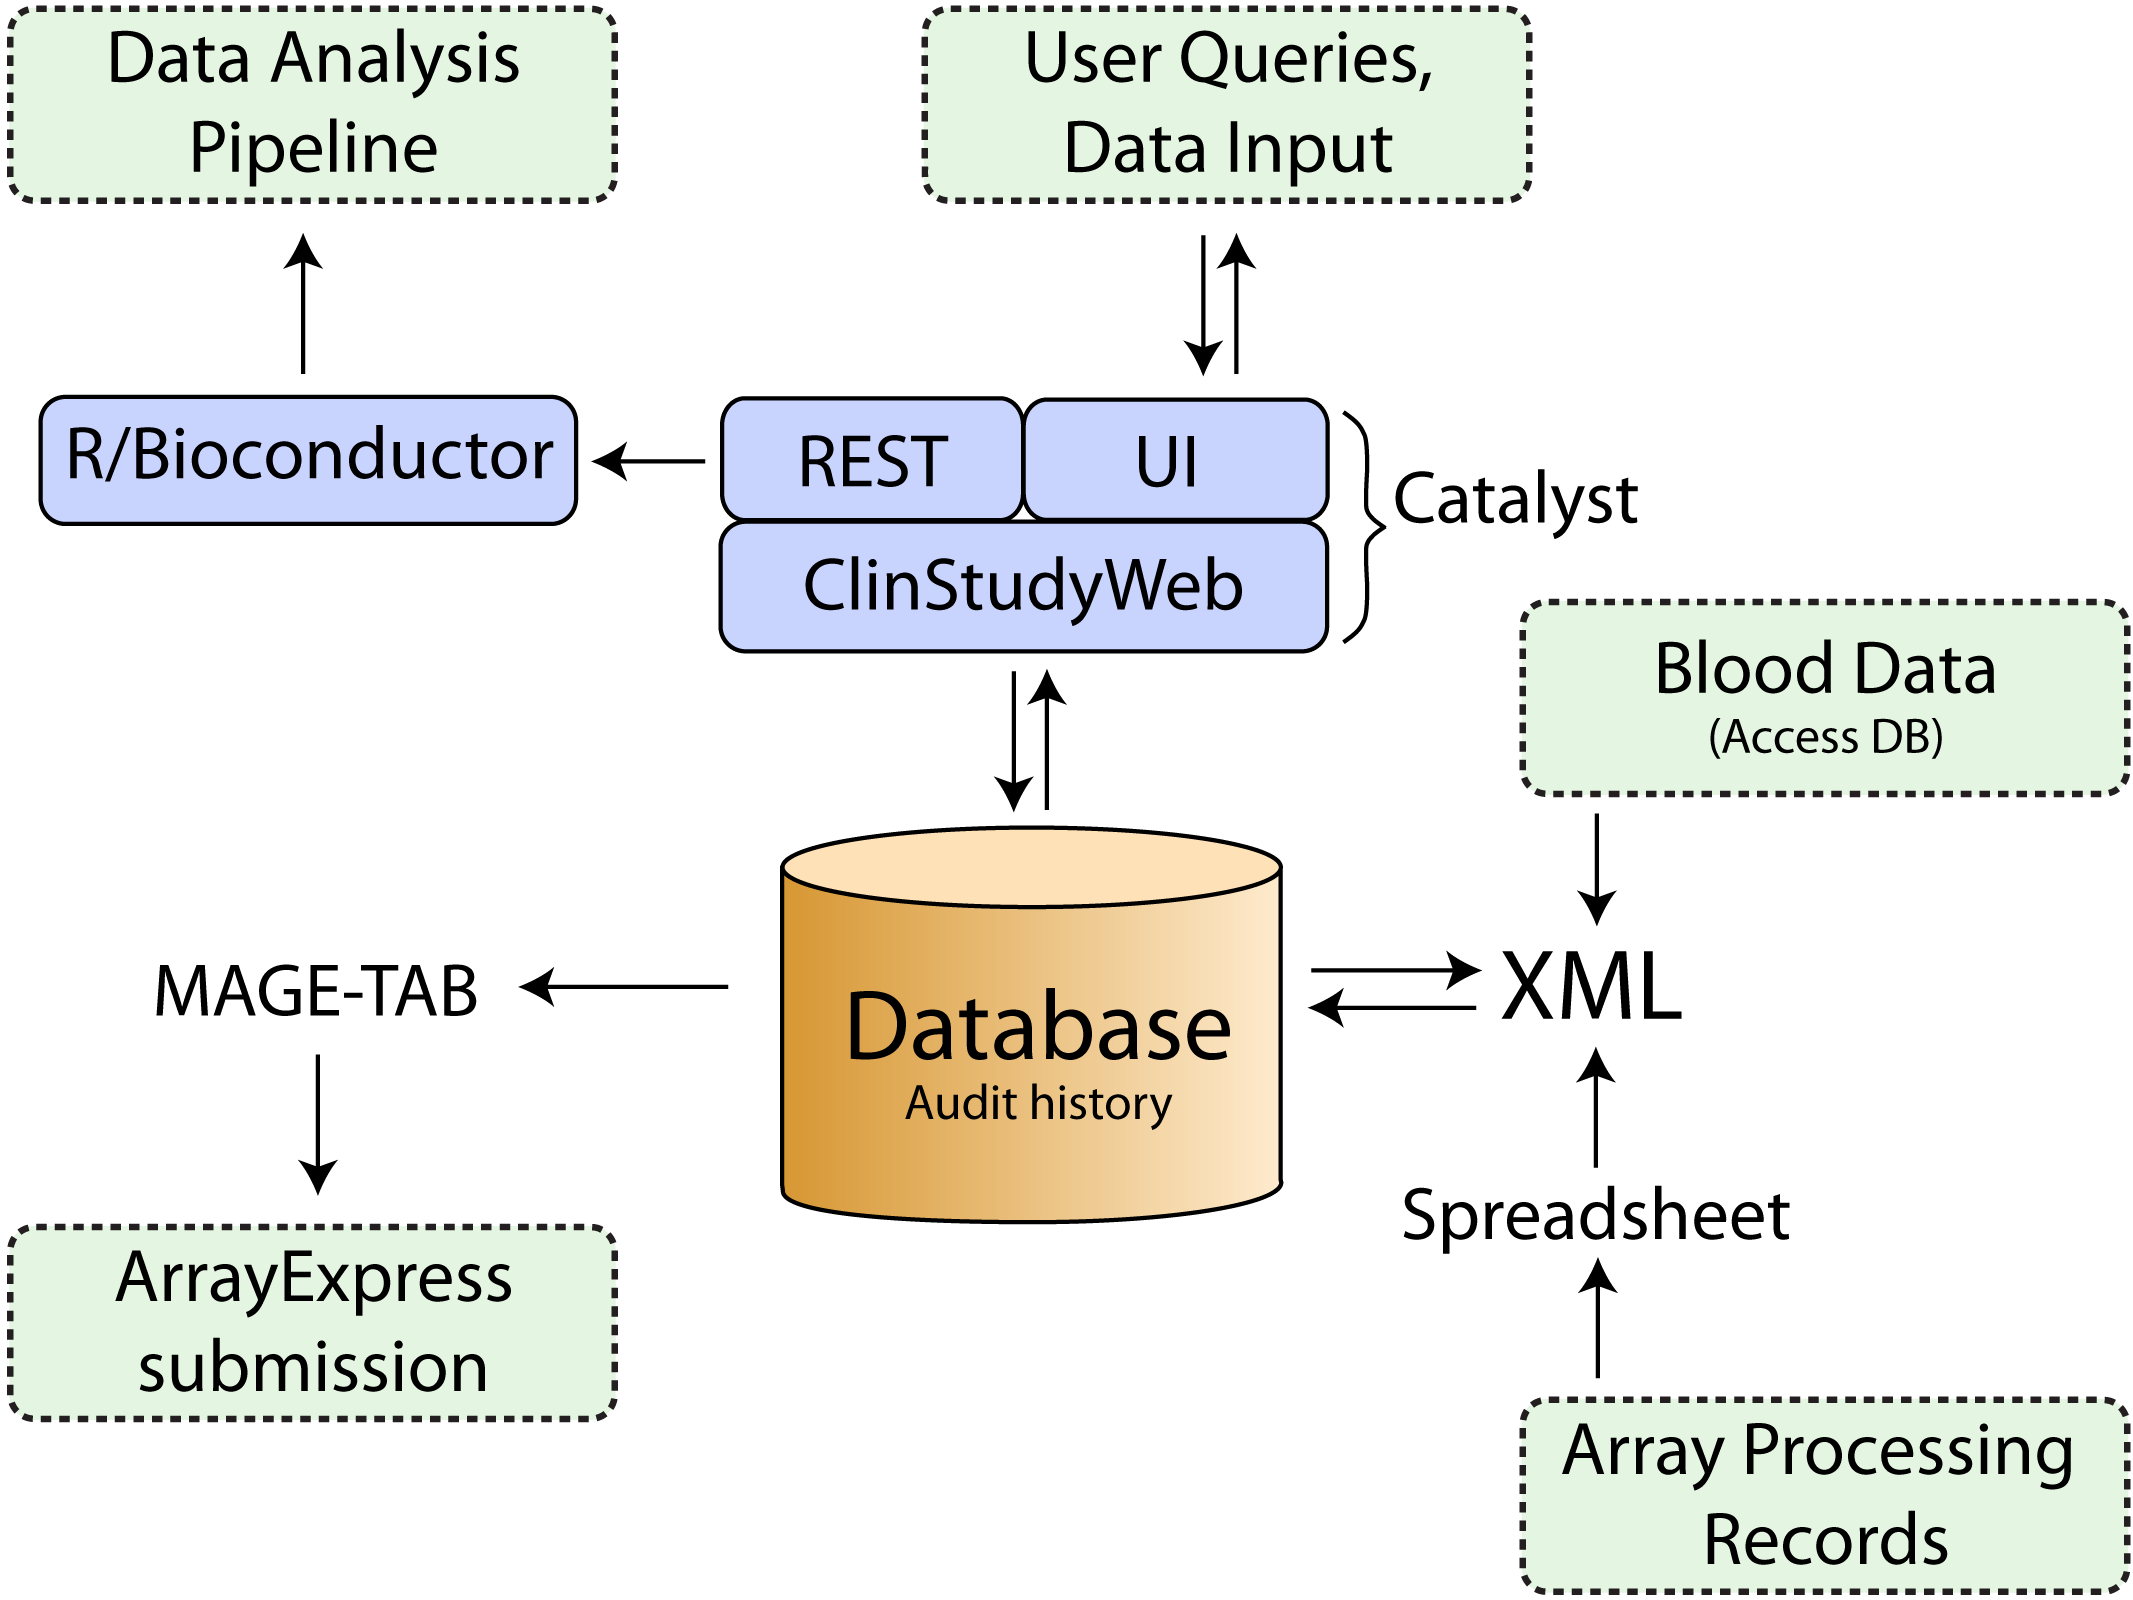 Data Analysis
Pipeline
User Queries,
Data Input
R/Bioconductor
REST
UI
ClinStudyWeb
Catalyst
Blood Data
(Access DB)
MAGE-TAB
Database
Audit history
XML
Spreadsheet
ArrayExpress
submission
Array Processing
Records